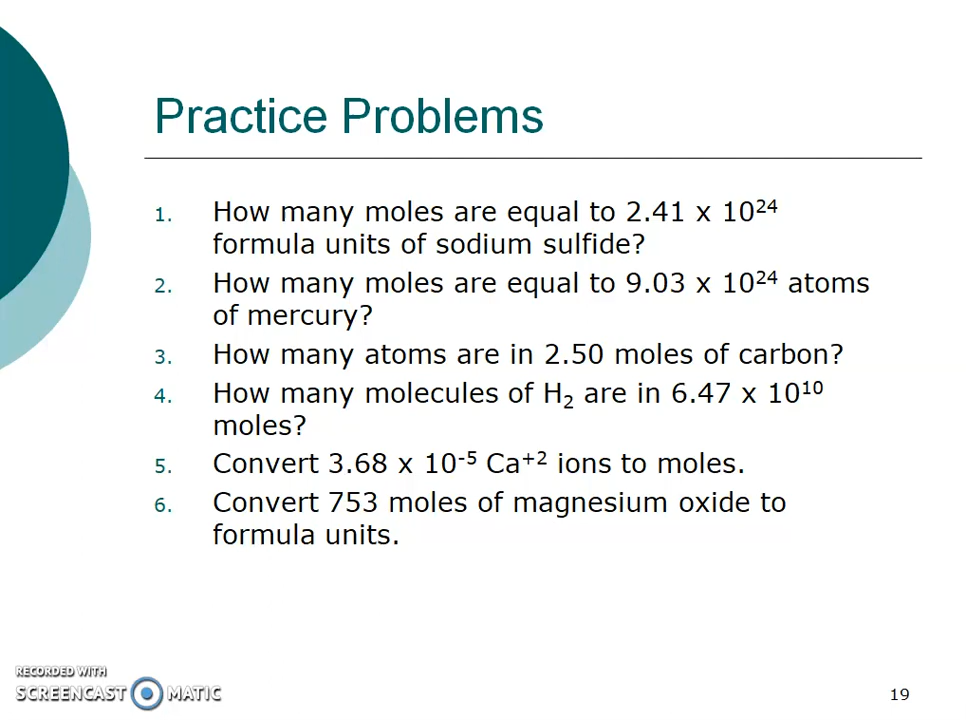 Practice Problems
1. How many moles are equal to 2.41 x 10²⁴
formula units of sodium sulfide?
2. How many moles are equal to 9.03 x 10²⁴ atoms
of mercury?
3. How many atoms are in 2.50 moles of carbon?
4. How many molecules of H₂ are in 6.47 x 10¹⁰
moles?
5. Convert 3.68 x 10⁻⁵ Ca⁺² ions to moles.
6. Convert 753 moles of magnesium oxide to
formula units.
RECORDED WITH
SCREENCAST MATIC
19